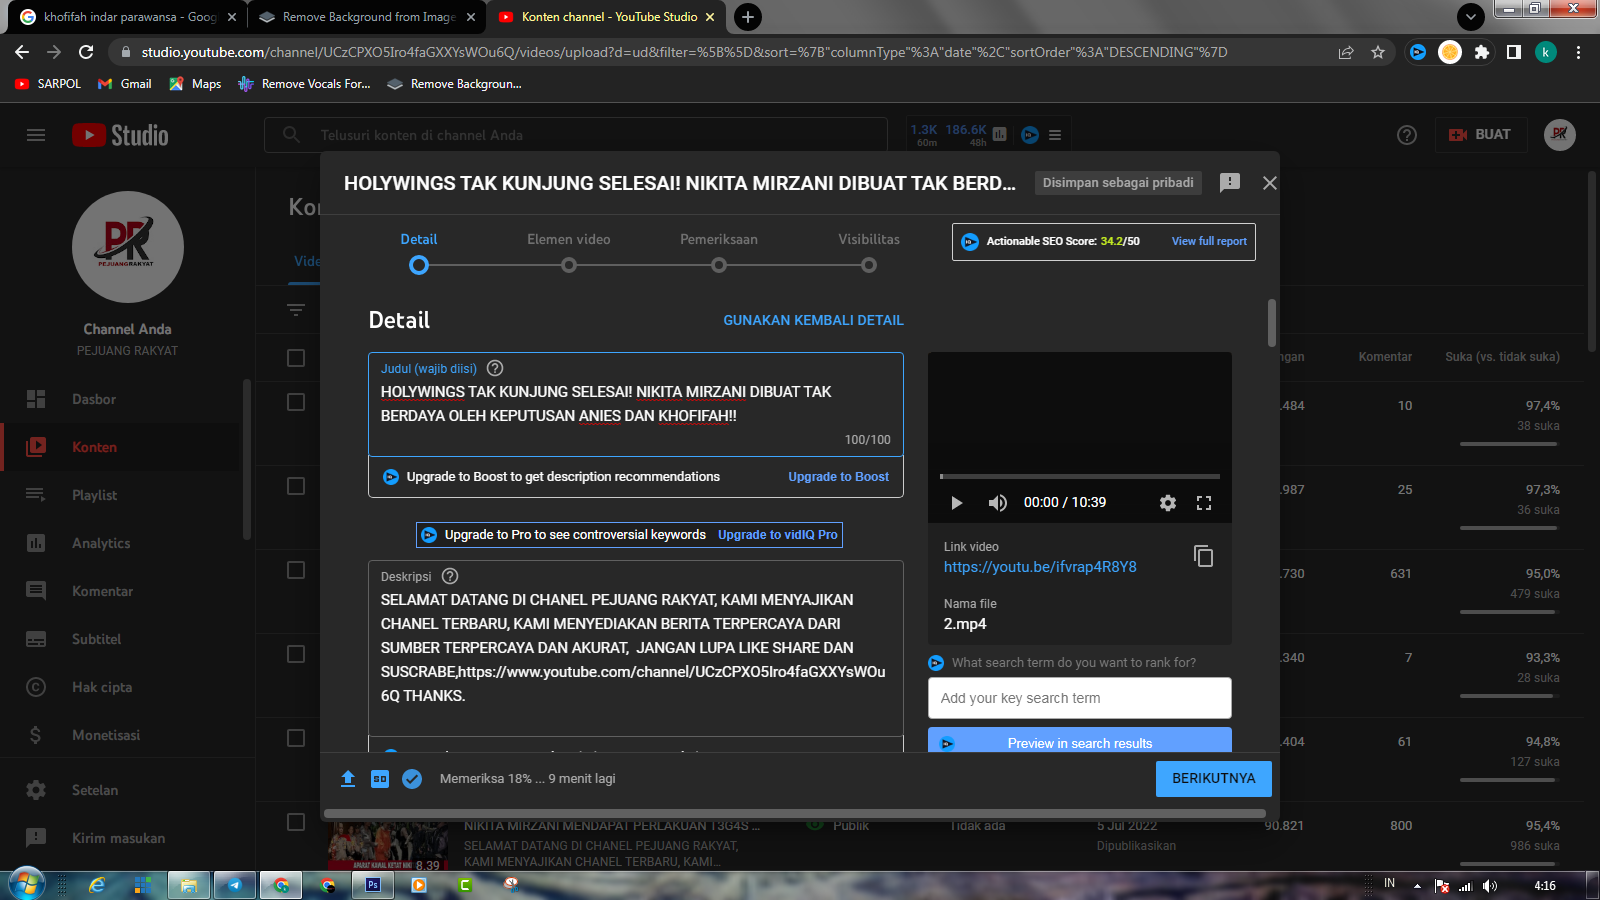 khofifah indar parawansa - Goog
Remove Background from Image
Konten channel - YouTube Studio
studio.youtube.com/channel/UCzCPXO5Iro4faGXXYsWOu6Q/videos/upload?d=ud&filter=%5B%5D&sort=%7B"columnType"%3A"date"%2C"sortOrder"%3A"DESCENDING"%7D
k
SARPOL
Gmail
Maps
Remove Vocals For...
Remove Backgroun...
Studio
Telusuri konten di channel Anda
1.3K 186.6K
60m 48h
BUAT
PR
PEJUANGRAKYAT
Channel Anda
PEJUANG RAKYAT
Dasbor
Konten
Playlist
Analytics
Komentar
Subtitel
Hak cipta
Monetisasi
Setelan
Kirim masukan
Kon
Vide
HOLYWINGS TAK KUNJUNG SELESAI! NIKITA MIRZANI DIBUAT TAK BERD...
Disimpan sebagai pribadi
Detail
Elemen video
Pemeriksaan
Visibilitas
Actionable SEO Score: 34.2/50
View full report
Detail
GUNAKAN KEMBALI DETAIL
Judul (wajib diisi)
HOLYWINGS TAK KUNJUNG SELESAI! NIKITA MIRZANI DIBUAT TAK
BERDAYA OLEH KEPUTUSAN ANIES DAN KHOFIFAH!!
100/100
Upgrade to Boost to get description recommendations
Upgrade to Boost
Upgrade to Pro to see controversial keywords
Upgrade to vidIQ Pro
Deskripsi
SELAMAT DATANG DI CHANEL PEJUANG RAKYAT, KAMI MENYAJIKAN
CHANEL TERBARU, KAMI MENYEDIAKAN BERITA TERPERCAYA DARI
SUMBER TERPERCAYA DAN AKURAT,  JANGAN LUPA LIKE SHARE DAN
SUSCRABE,https://www.youtube.com/channel/UCzCPXO5Iro4faGXXYsWOu
6Q THANKS.
00:00 / 10:39
Link video
https://youtu.be/ifvrap4R8Y8
Nama file
2.mp4
What search term do you want to rank for?
Add your key search term
Preview in search results
Memeriksa 18% ... 9 menit lagi
BERIKUTNYA
ngan
Komentar
Suka (vs. tidak suka)
.484
10
97,4%
38 suka
.987
25
97,3%
36 suka
.730
631
95,0%
479 suka
.340
7
93,3%
28 suka
.404
61
94,8%
127 suka
NIKITA MIRZANI MENDAPAT PERLAKUAN T3G4S ...
SELAMAT DATANG DI CHANEL PEJUANG RAKYAT,
KAMI MENYAJIKAN CHANEL TERBARU, KAMI...
8.39
Publik
Tidak ada
5 Jul 2022
Dipublikasikan
90.821
800
95,4%
986 suka
IN
4:16